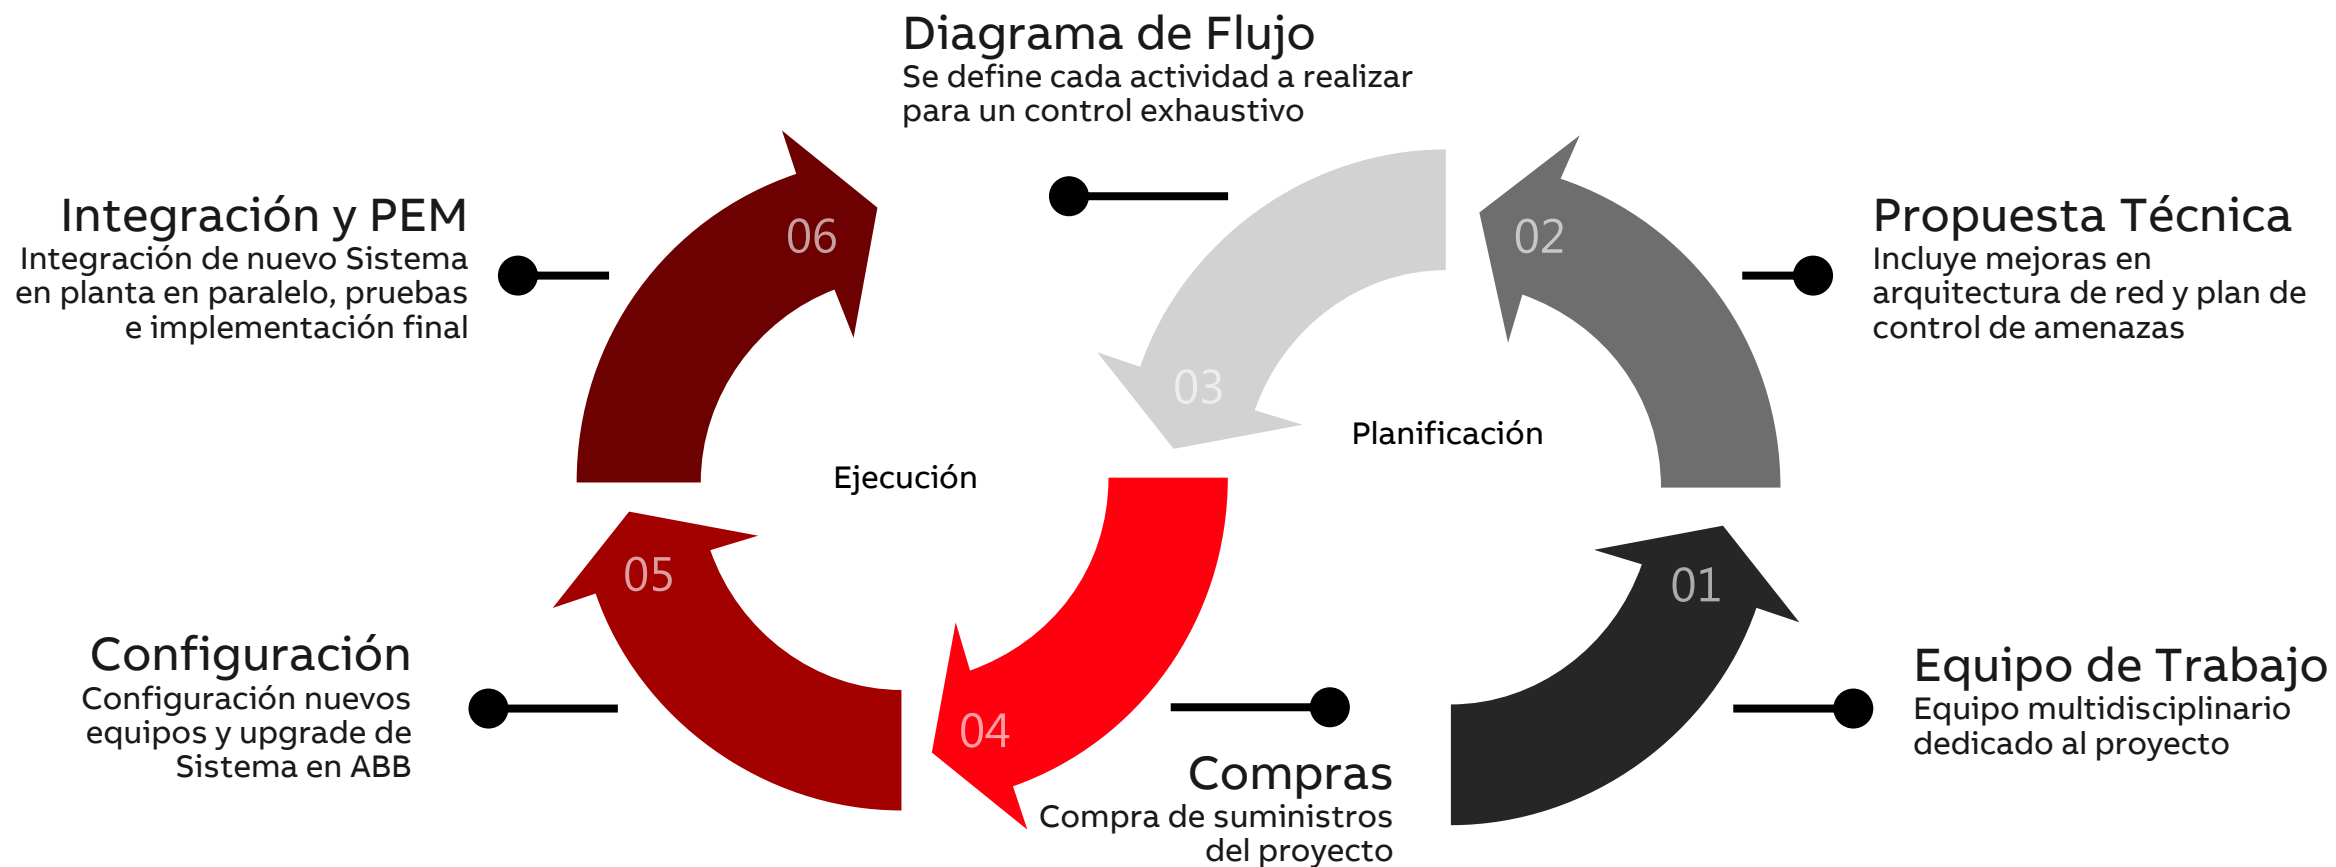 Diagrama de Flujo
Se define cada actividad a realizar
para un control exhaustivo
Integración y PEM
Integración de nuevo Sistema
en planta en paralelo, pruebas
e implementación final
06
02
Propuesta Técnica
Incluye mejoras en
arquitectura de red y plan de
control de amenazas
03
Planificación
Ejecución
05
01
Configuración
Configuración nuevos
equipos y upgrade de
Sistema en ABB
04
Compras
Compra de suministros
del proyecto
Equipo de Trabajo
Equipo multidisciplinario
dedicado al proyecto